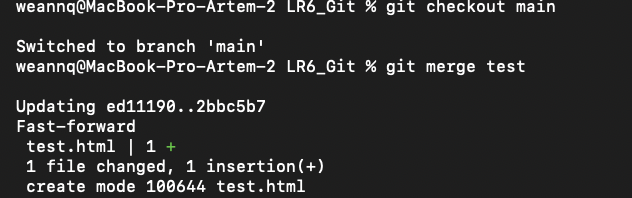 weannq@MacBook-Pro-Artem-2 LR6_Git % git checkout main
Switched to branch 'main'
weannq@MacBook-Pro-Artem-2 LR6_Git % git merge test
Updating ed11190..2bbc5b7
Fast-forward
 test.html | 1 +
 1 file changed, 1 insertion(+)
 create mode 100644 test.html